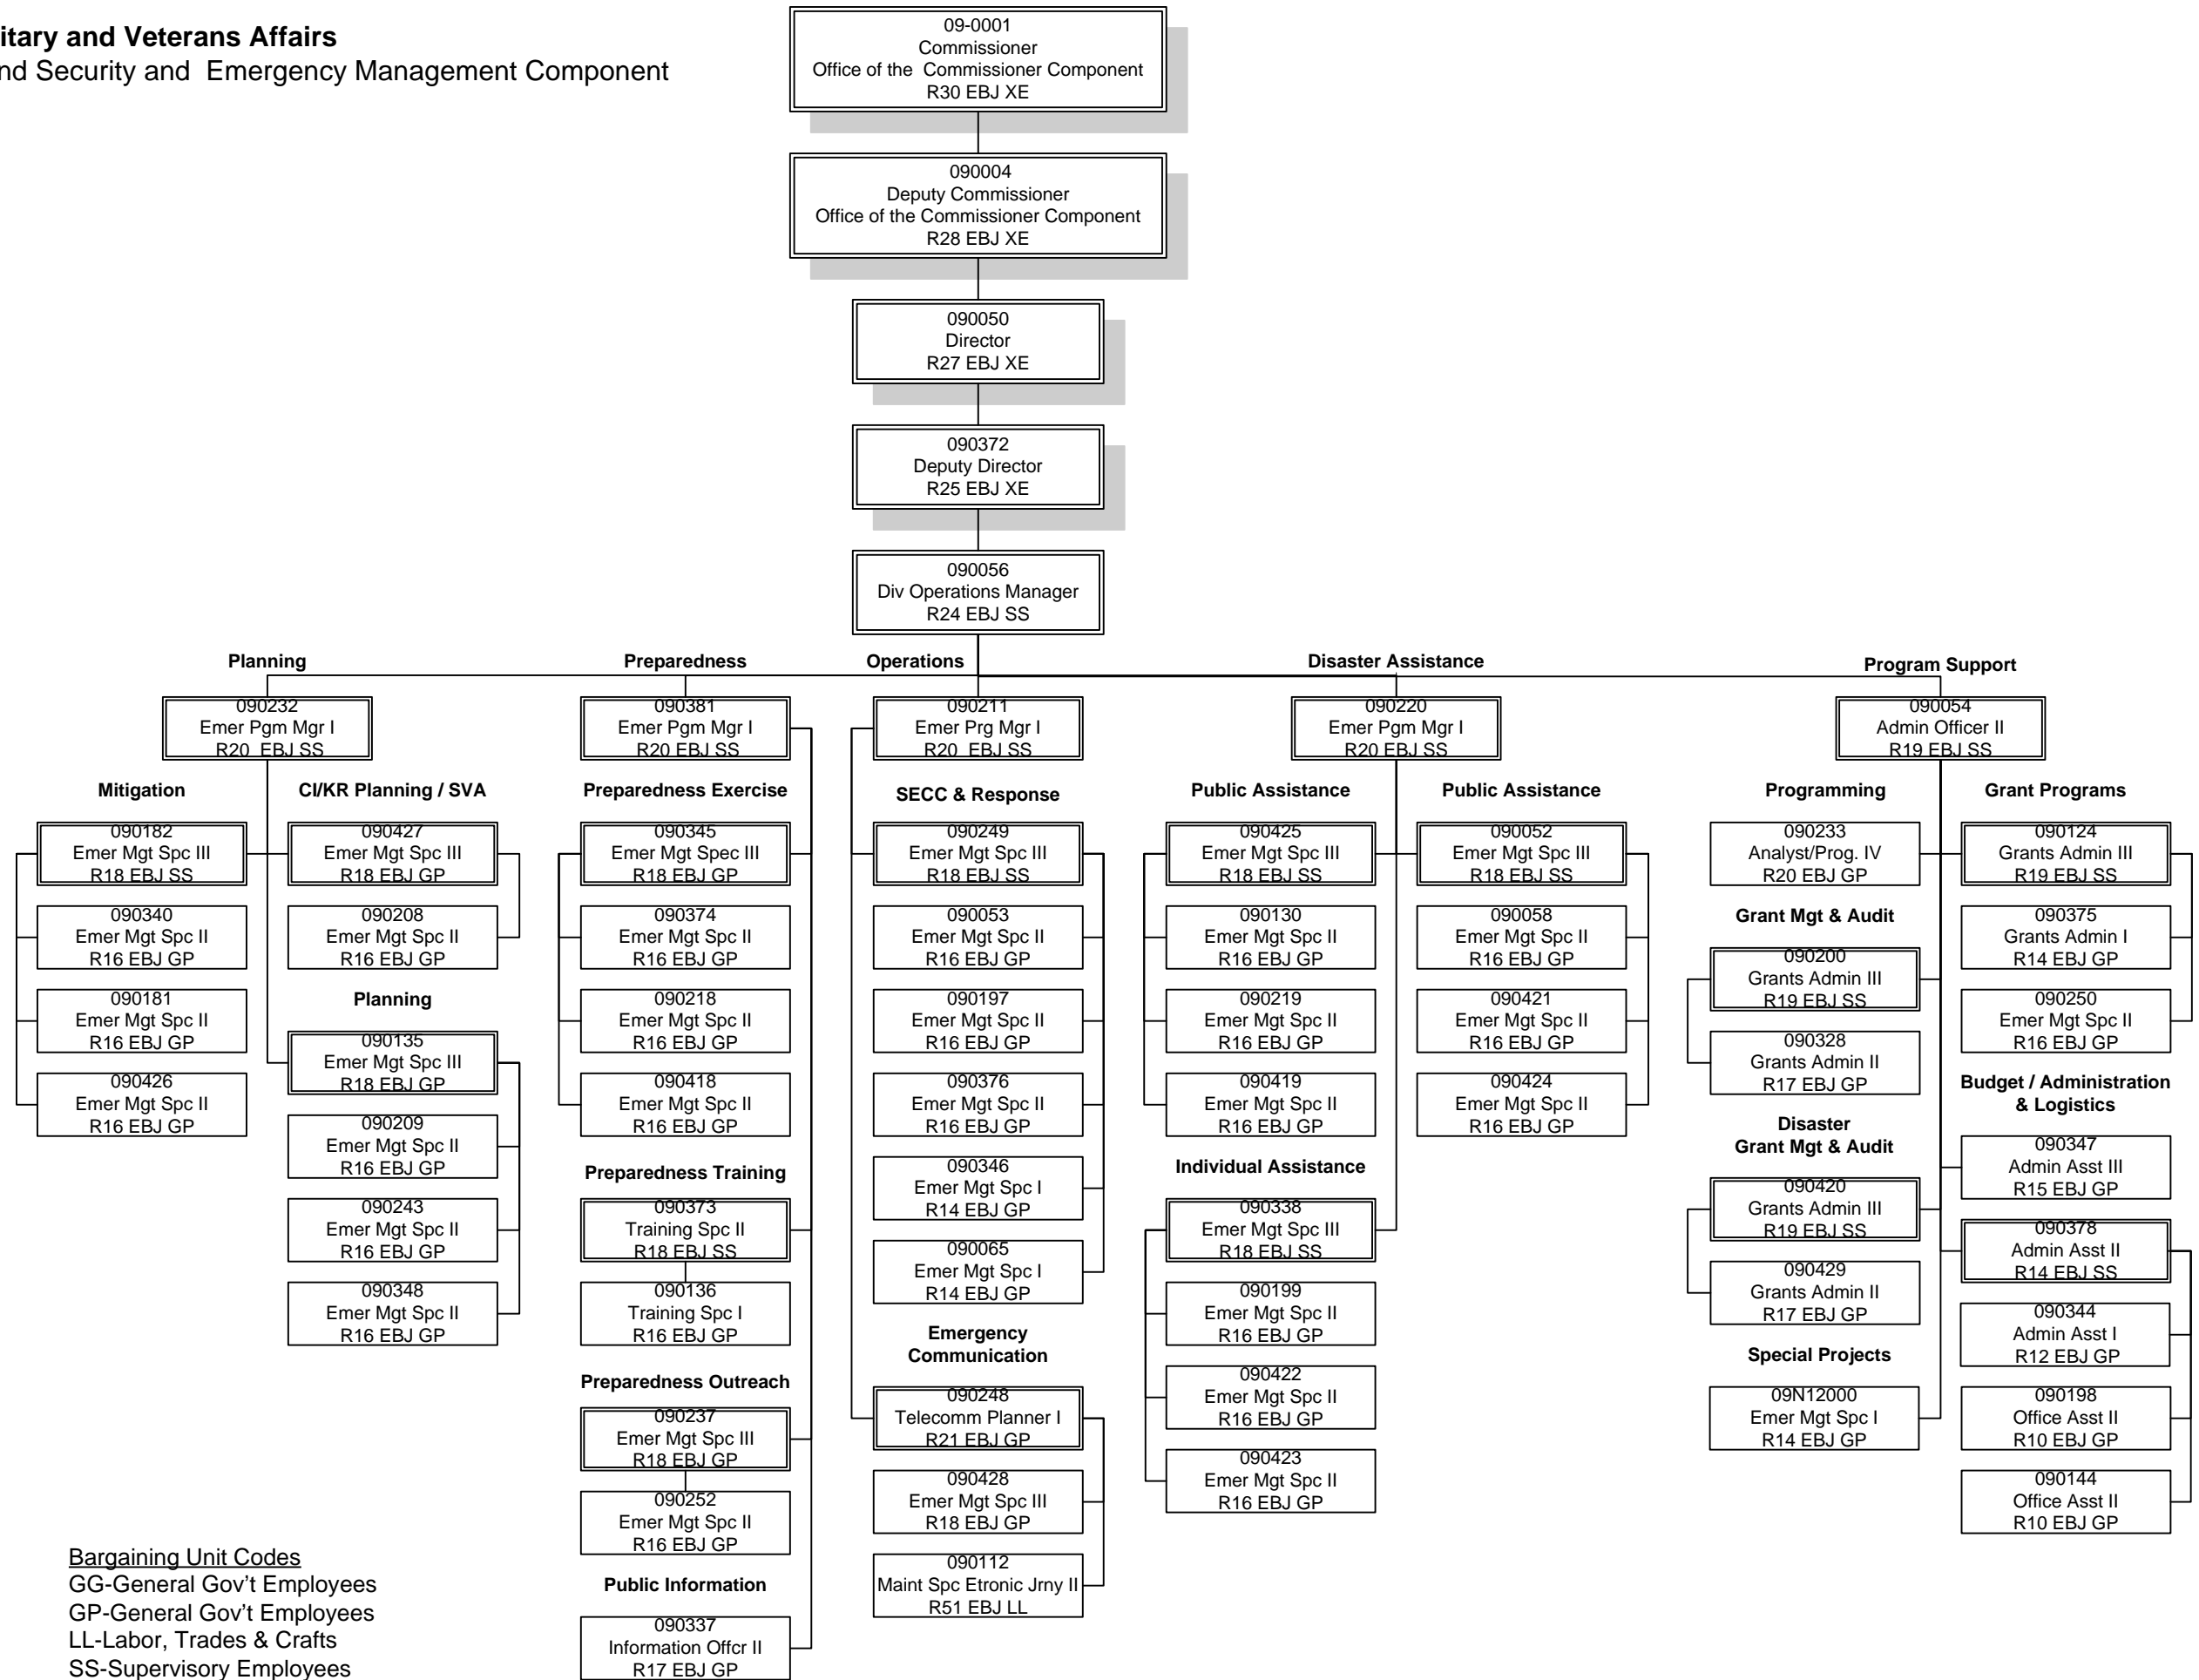 itary and Veterans Affairs
nd Security and Emergency Management Component
09-0001
Commissioner
Office of the Commissioner Component
R30 EBJ XE
090004
Deputy Commissioner
Office of the Commissioner Component
R28 EBJ XE
090050
Director
R27 EBJ XE
090372
Deputy Director
R25 EBJ XE
090056
Div Operations Manager
R24 EBJ SS
Planning
090232
Emer Pgm Mgr I
R20 EBJ SS
Mitigation
090182
Emer Mgt Spc III
R18 EBJ SS
090340
Emer Mgt Spc II
R16 EBJ GP
090181
Emer Mgt Spc II
R16 EBJ GP
090426
Emer Mgt Spc II
R16 EBJ GP
CI/KR Planning / SVA
090427
Emer Mgt Spc III
R18 EBJ GP
090208
Emer Mgt Spc II
R16 EBJ GP
Planning
090135
Emer Mgt Spc III
R18 EBJ GP
090209
Emer Mgt Spc II
R16 EBJ GP
090243
Emer Mgt Spc II
R16 EBJ GP
090348
Emer Mgt Spc II
R16 EBJ GP
Preparedness
090381
Emer Pgm Mgr I
R20 EBJ SS
Preparedness Exercise
090345
Emer Mgt Spec III
R18 EBJ GP
090374
Emer Mgt Spc II
R16 EBJ GP
090218
Emer Mgt Spc II
R16 EBJ GP
090418
Emer Mgt Spc II
R16 EBJ GP
Preparedness Training
090373
Training Spc II
R18 EBJ SS
090136
Training Spc I
R16 EBJ GP
Preparedness Outreach
090237
Emer Mgt Spc III
R18 EBJ GP
090252
Emer Mgt Spc II
R16 EBJ GP
Public Information
090337
Information Offcr II
R17 EBJ GP
Operations
090211
Emer Prg Mgr I
R20 EBJ SS
SECC & Response
090249
Emer Mgt Spc III
R18 EBJ SS
090053
Emer Mgt Spc II
R16 EBJ GP
090197
Emer Mgt Spc II
R16 EBJ GP
090376
Emer Mgt Spc II
R16 EBJ GP
090346
Emer Mgt Spc I
R14 EBJ GP
090065
Emer Mgt Spc I
R14 EBJ GP
Emergency
Communication
090248
Telecomm Planner I
R21 EBJ GP
090428
Emer Mgt Spc III
R18 EBJ GP
090112
Maint Spc Etronic Jrny II
R51 EBJ LL
Disaster Assistance
090220
Emer Pgm Mgr I
R20 EBJ SS
Public Assistance
090425
Emer Mgt Spc III
R18 EBJ SS
090130
Emer Mgt Spc II
R16 EBJ GP
090219
Emer Mgt Spc II
R16 EBJ GP
090419
Emer Mgt Spc II
R16 EBJ GP
Individual Assistance
090338
Emer Mgt Spc III
R18 EBJ SS
090199
Emer Mgt Spc II
R16 EBJ GP
090422
Emer Mgt Spc II
R16 EBJ GP
090423
Emer Mgt Spc II
R16 EBJ GP
Public Assistance
090052
Emer Mgt Spc III
R18 EBJ SS
090058
Emer Mgt Spc II
R16 EBJ GP
090421
Emer Mgt Spc II
R16 EBJ GP
090424
Emer Mgt Spc II
R16 EBJ GP
Program Support
090054
Admin Officer II
R19 EBJ SS
Programming
090233
Analyst/Prog. IV
R20 EBJ GP
Grant Mgt & Audit
090200
Grants Admin III
R19 EBJ SS
090328
Grants Admin II
R17 EBJ GP
Disaster
Grant Mgt & Audit
090420
Grants Admin III
R19 EBJ SS
090429
Grants Admin II
R17 EBJ GP
Special Projects
09N12000
Emer Mgt Spc I
R14 EBJ GP
Grant Programs
090124
Grants Admin III
R19 EBJ SS
090375
Grants Admin I
R14 EBJ GP
090250
Emer Mgt Spc II
R16 EBJ GP
Budget / Administration
& Logistics
090347
Admin Asst III
R15 EBJ GP
090378
Admin Asst II
R14 EBJ SS
090344
Admin Asst I
R12 EBJ GP
090198
Office Asst II
R10 EBJ GP
090144
Office Asst II
R10 EBJ GP
Bargaining Unit Codes
GG-General Gov’t Employees
GP-General Gov’t Employees
LL-Labor, Trades & Crafts
SS-Supervisory Employees